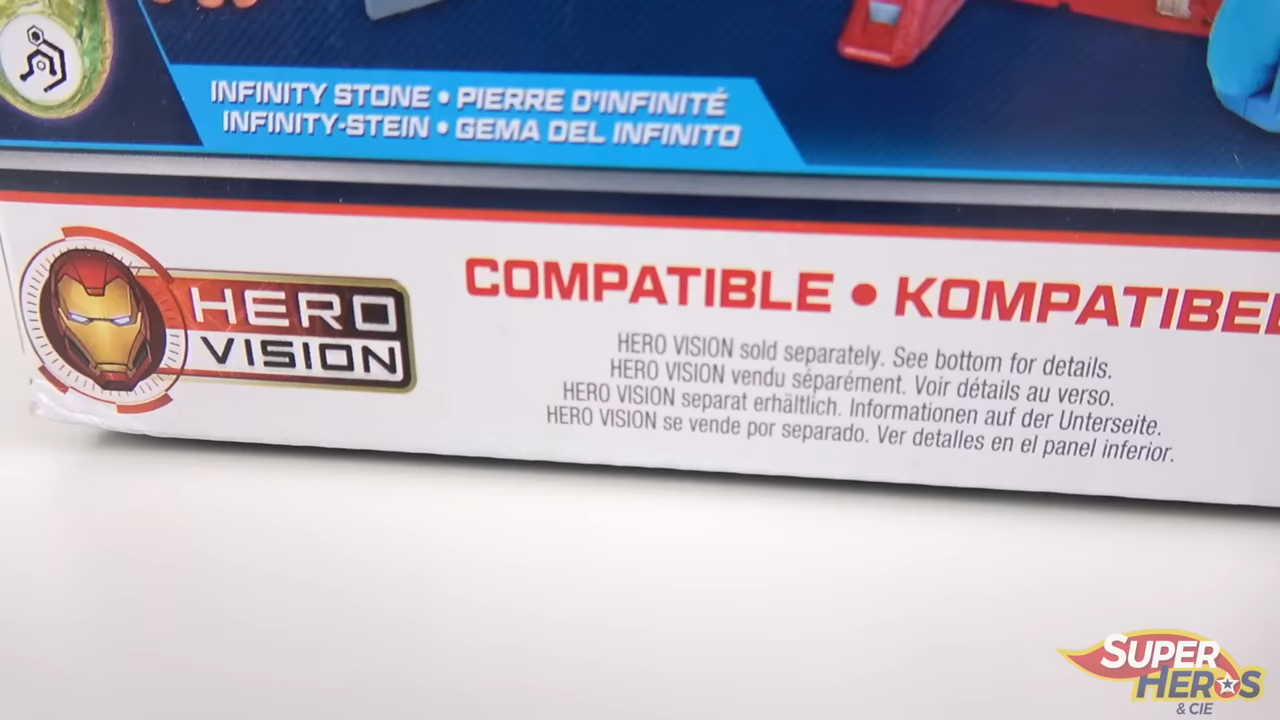 INFINITY STONE • PIERRE D'INFINITÉ
INFINITY-STEIN • GEMA DEL INFINITO
HERO
VISION
COMPATIBLE • KOMPATIBEL
HERO VISION sold separately. See bottom for details.
HERO VISION vendu séparément. Voir détails au verso.
HERO VISION separat erhältlich. Informationen auf der Unterseite.
HERO VISION se vende por separado. Ver detalles en el panel inferior.
SUPER
HEROS
& CIE